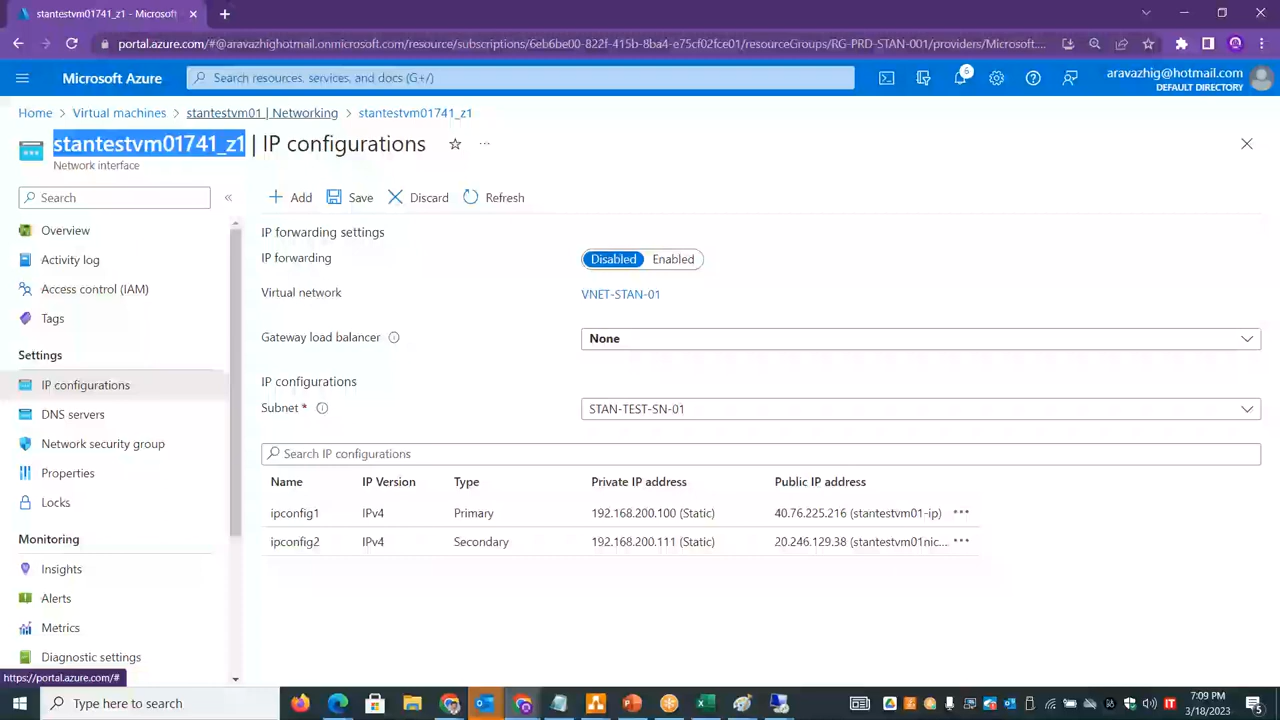 stantestvm01741_z1 - Microsoft
portal.azure.com/#@aravazhighotmail.onmicrosoft.com/resource/subscriptions/6eb6be00-822f-415b-8ba4-e75cf02fce01/resourceGroups/RG-PRD-STAN-001/providers/Microsoft....
Microsoft Azure
Search resources, services, and docs (G+/)
6
aravazhig@hotmail.com
DEFAULT DIRECTORY
Home > Virtual machines > stantestvm01 | Networking > stantestvm01741_z1
stantestvm01741_z1 | IP configurations ☆ ...
Network interface
Search
«
+ Add Save Discard Refresh
Overview
Activity log
Access control (IAM)
Tags
Settings
IP configurations
DNS servers
Network security group
Properties
Locks
Monitoring
Insights
Alerts
Metrics
Diagnostic settings
IP forwarding settings
IP forwarding Disabled Enabled
Virtual network VNET-STAN-01
Gateway load balancer None
IP configurations
Subnet * STAN-TEST-SN-01
Search IP configurations
Name IP Version Type Private IP address Public IP address
ipconfig1 IPv4 Primary 192.168.200.100 (Static) 40.76.225.216 (stantestvm01-ip) ...
ipconfig2 IPv4 Secondary 192.168.200.111 (Static) 20.246.129.38 (stantestvm01nic... ...
https://portal.azure.com/#
Type here to search
IT
7:09 PM
3/18/2023
5